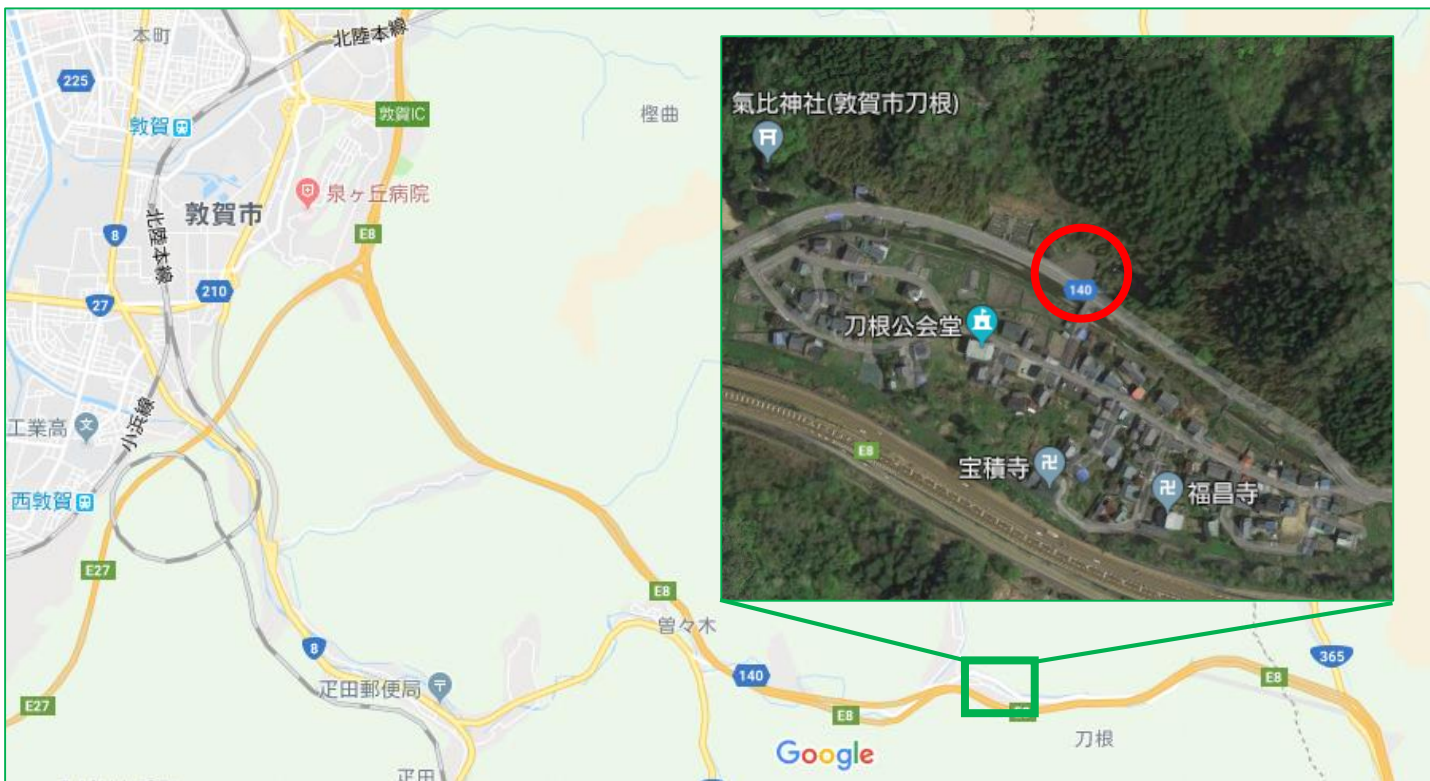 本町
北陸本線
225
敦賀IC
樫曲
敦賀
泉ヶ丘病院
敦賀市
8
E8
北陸本線
210
27
工業高
文
小浜線
西敦賀
E27
E8
曽々木
8
疋田郵便局
140
365
E27
E8
E8
刀根
Google
疋田
氣比神社(敦賀市刀根)
140
刀根公会堂
E8
宝積寺
福昌寺